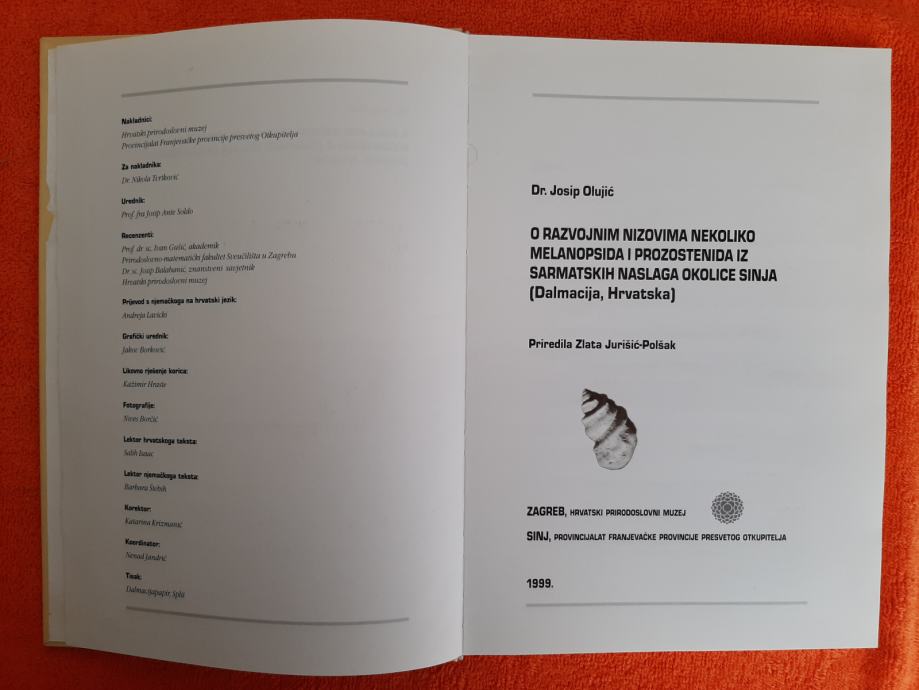 Nakladnici:
Hrvatski prirodoslovni muzej
Provincijalat Franjevačke provincije presvetog Otkupitelja
Za nakladnika:
Dr. Nikola Tvrtković
Urednik:
Prof. fra Josip Ante Soldo
Recenzenti:
Prof. dr. sc. Ivan Gušić, akademik
Prirodoslovno-matematički fakultet Sveučilišta u Zagrebu
Dr. sc. Josip Balabanić, znanstveni savjetnik
Hrvatski prirodoslovni muzej
Prijevod s njemačkoga na hrvatski jezik:
Andreja Lavicki
Grafički urednik:
Jakov Borković
Likovno rješenje korica:
Kažimir Hraste
Fotografije:
Nives Borčić
Lektor hrvatskoga teksta:
Salih Isaac
Lektor njemačkoga teksta:
Barbara Štebih
Korektor:
Katarina Krizmanić
Koordinator:
Nenad Jandrić
Tisak:
Dalmacijapapir, Split
Dr. Josip Olujić
O RAZVOJNIM NIZOVIMA NEKOLIKO
MELANOPSIDA I PROZOSTENIDA IZ
SARMATSKIH NASLAGA OKOLICE SINJA
(Dalmacija, Hrvatska)
Priredila Zlata Jurišić-Polšak
ZAGREB, HRVATSKI PRIRODOSLOVNI MUZEJ
SINJ, PROVINCIJALAT FRANJEVAČKE PROVINCIJE PRESVETOG OTKUPITELJA
1999.